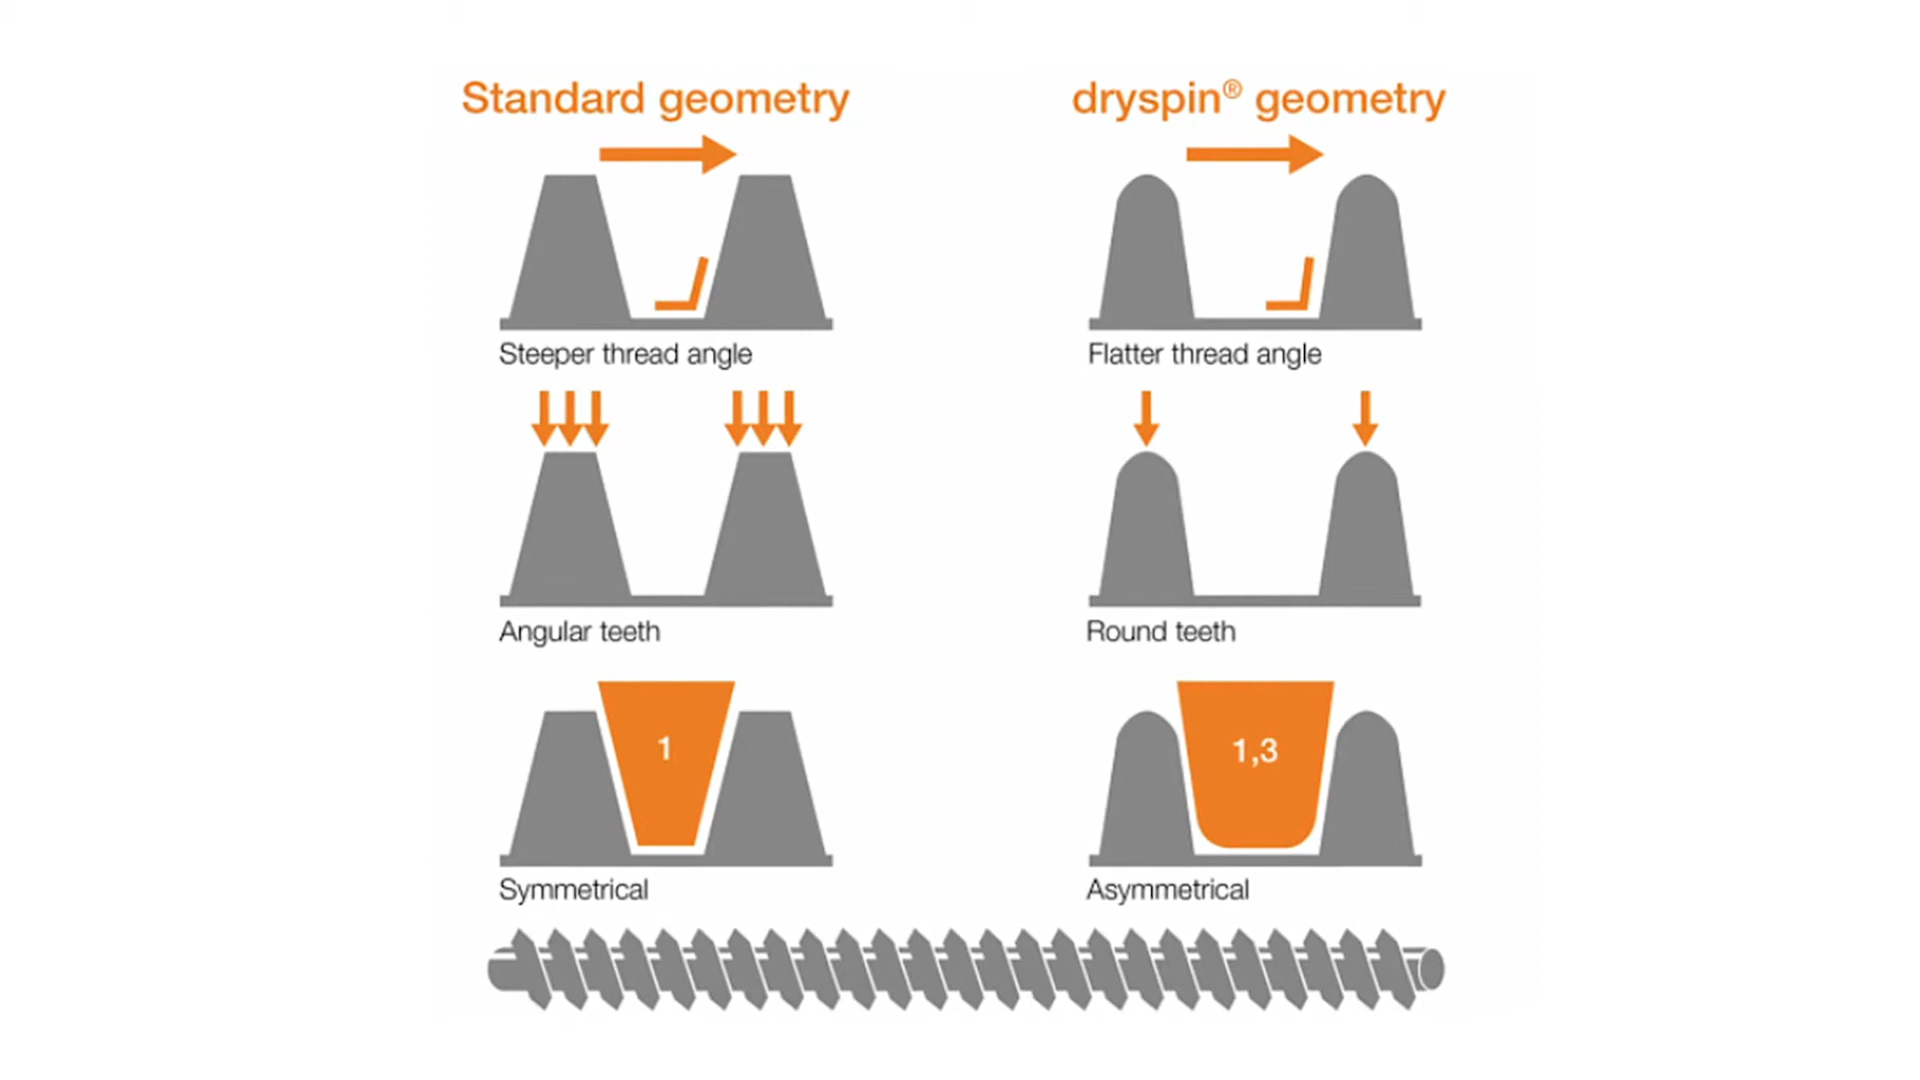 Standard geometry
dryspin® geometry
Steeper thread angle
Flatter thread angle
Angular teeth
Round teeth
1
1,3
Symmetrical
Asymmetrical